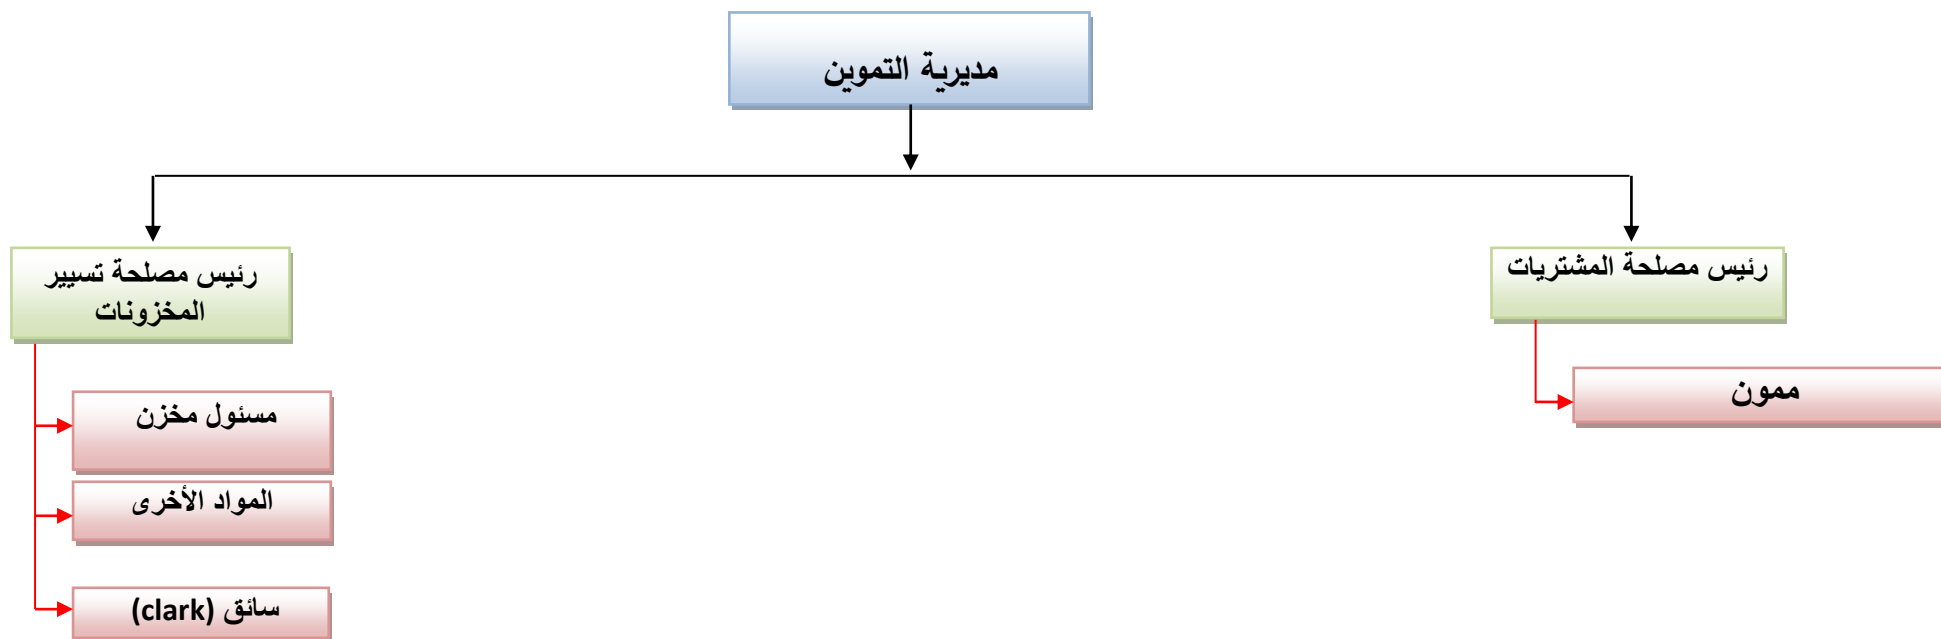 مديرية التموين
رئيس مصلحة المشتريات
ممون
رئيس مصلحة تسيير
المخزونات
مسئول مخزن
المواد الأخرى
سائق (clark)